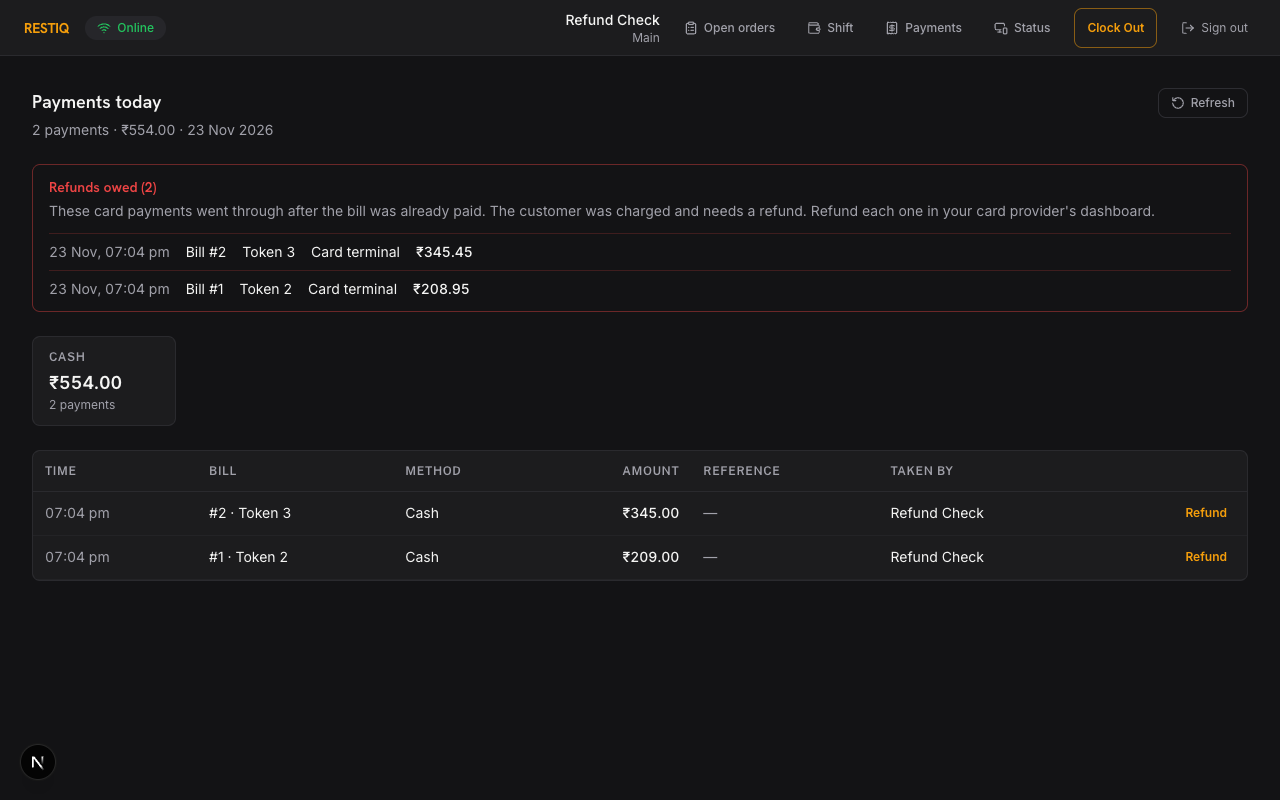 RESTIQ Online Refund Check Open orders Shift Payments Status Clock Out Sign out
Main
Payments today Refresh
2 payments · ₹554.00 · 23 Nov 2026
Refunds owed (2)
These card payments went through after the bill was already paid. The customer was charged and needs a refund. Refund each one in your card provider's dashboard.
23 Nov, 07:04 pm Bill #2 Token 3 Card terminal ₹345.45
23 Nov, 07:04 pm Bill #1 Token 2 Card terminal ₹208.95
CASH
₹554.00
2 payments
TIME BILL METHOD AMOUNT REFERENCE TAKEN BY
07:04 pm #2 · Token 3 Cash ₹345.00 — Refund Check Refund
07:04 pm #1 · Token 2 Cash ₹209.00 — Refund Check Refund
N